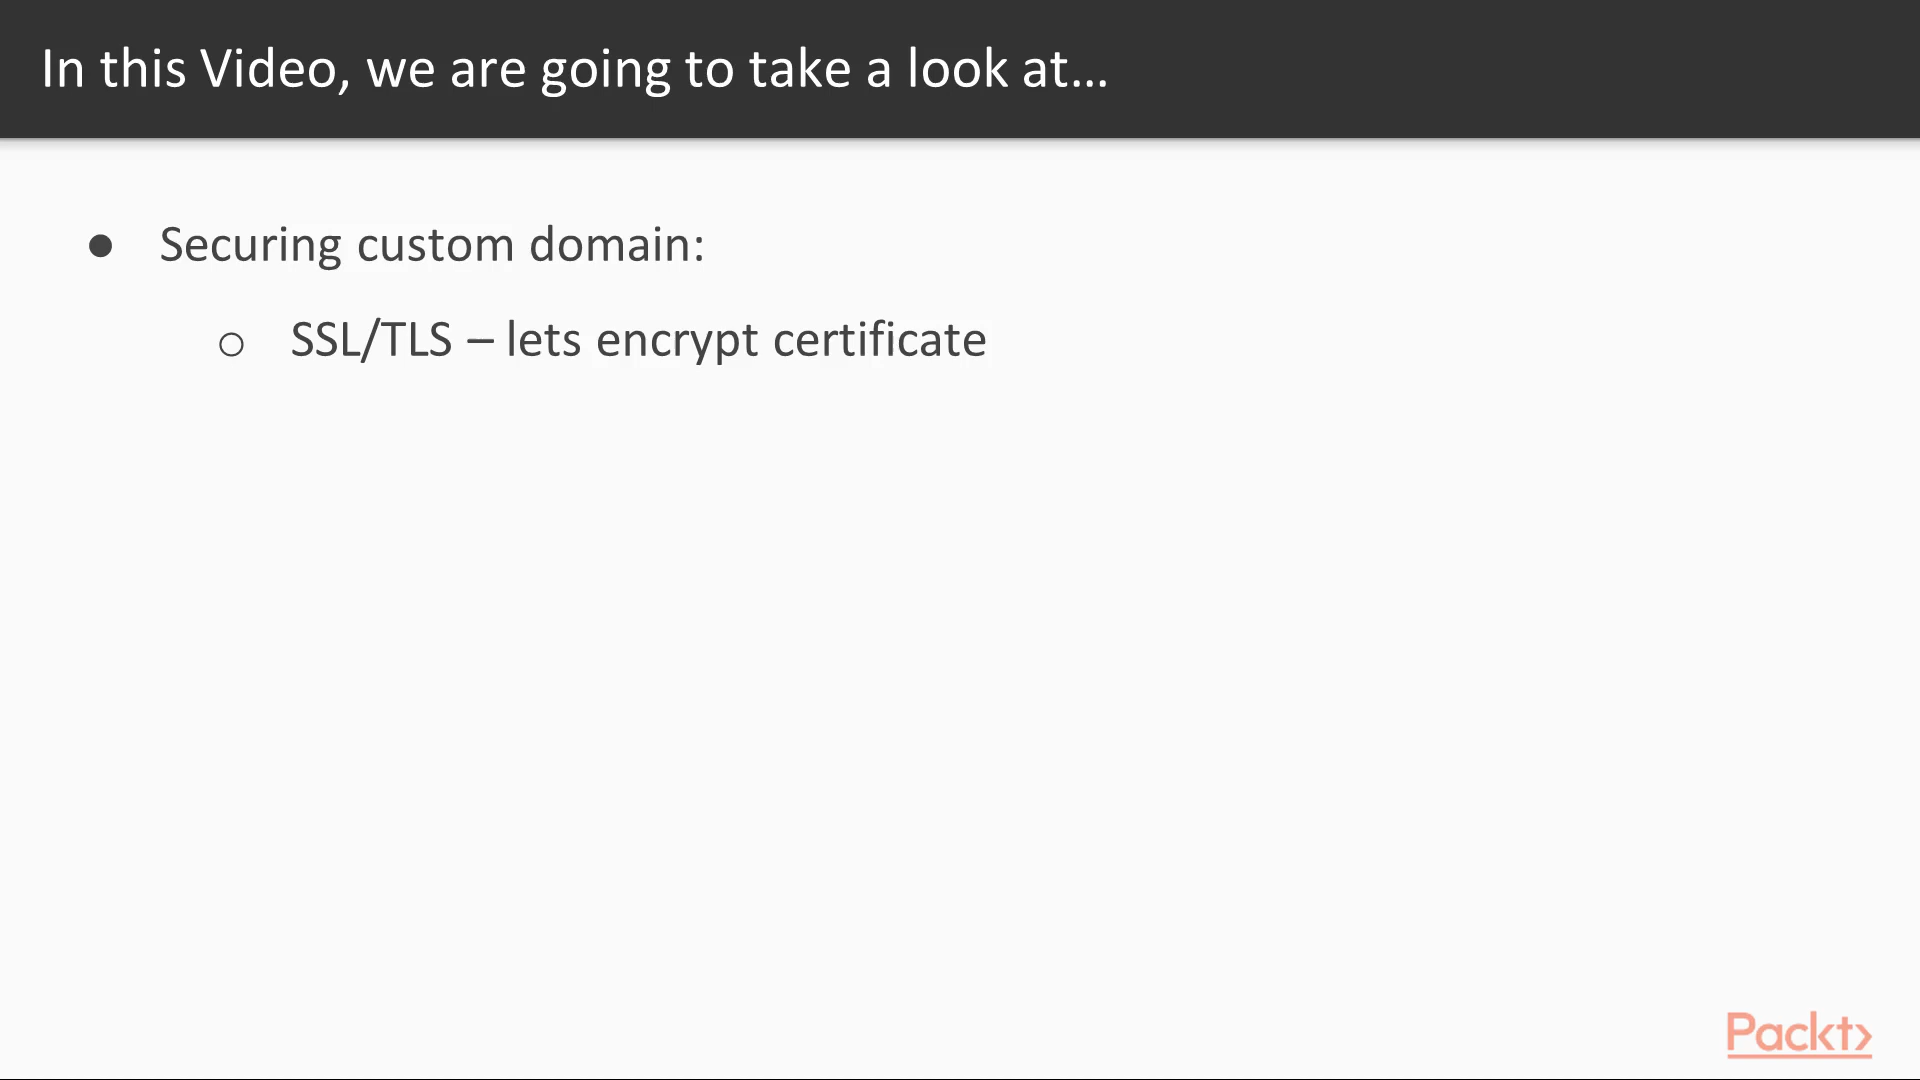 In this Video, we are going to take a look at...
● Securing custom domain:
○ SSL/TLS – lets encrypt certificate
Packt>